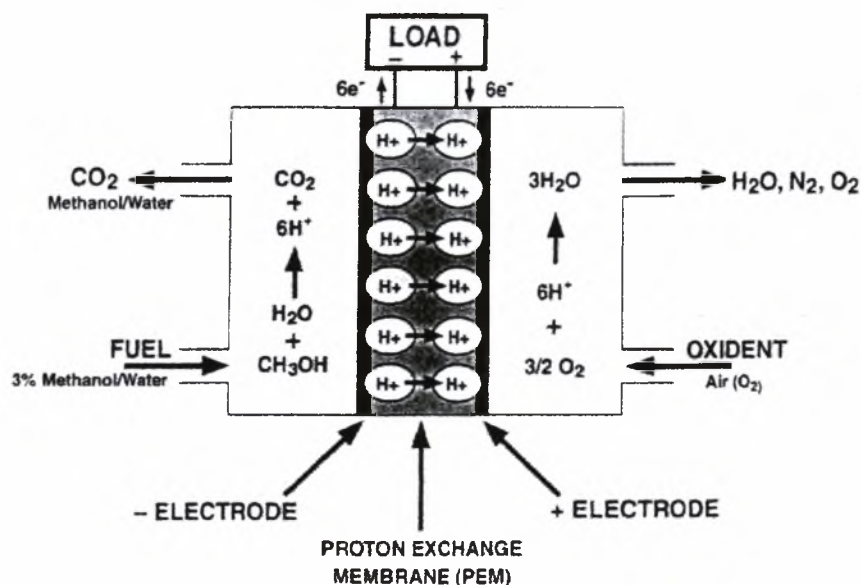 LOAD
− +
6e⁻ 6e⁻
H+ H+
CO₂
Methanol/Water
CO₂
+
6H⁺
H+ H+
3H₂O
H₂O, N₂, O₂
H+ H+
H+ H+
6H⁺
H₂O
+
CH₃OH
H+ H+
+
3/2 O₂
FUEL
3% Methanol/Water
OXIDENT
Air (O₂)
H+ H+
− ELECTRODE
+ ELECTRODE
PROTON EXCHANGE
MEMBRANE (PEM)